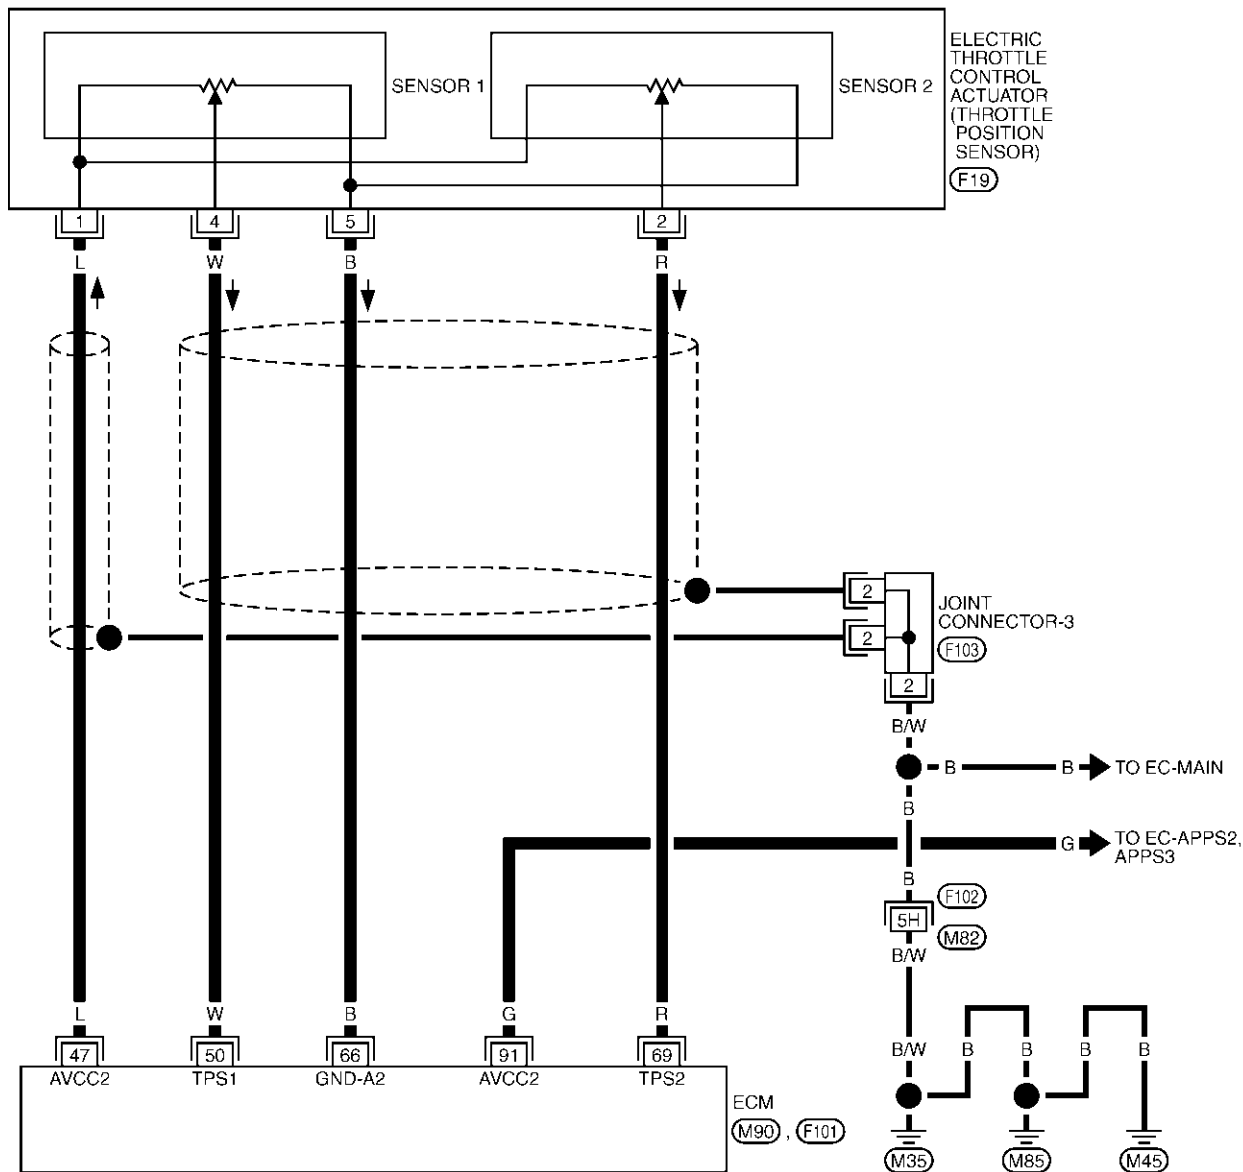 SENSOR 1
SENSOR 2
ELECTRIC
THROTTLE
CONTROL
ACTUATOR
(THROTTLE
POSITION
SENSOR)
F19
1
4
5
2
L
W
B
R
2
2
JOINT
CONNECTOR-3
F103
2
B/W
B
B
TO EC-MAIN
B
G
TO EC-APPS2,
APPS3
B
F102
5H
M82
B/W
L
W
B
G
R
47
50
66
91
69
B/W
B
B
B
B
AVCC2
TPS1
GND-A2
AVCC2
TPS2
ECM
M90 , F101
M35
M85
M45